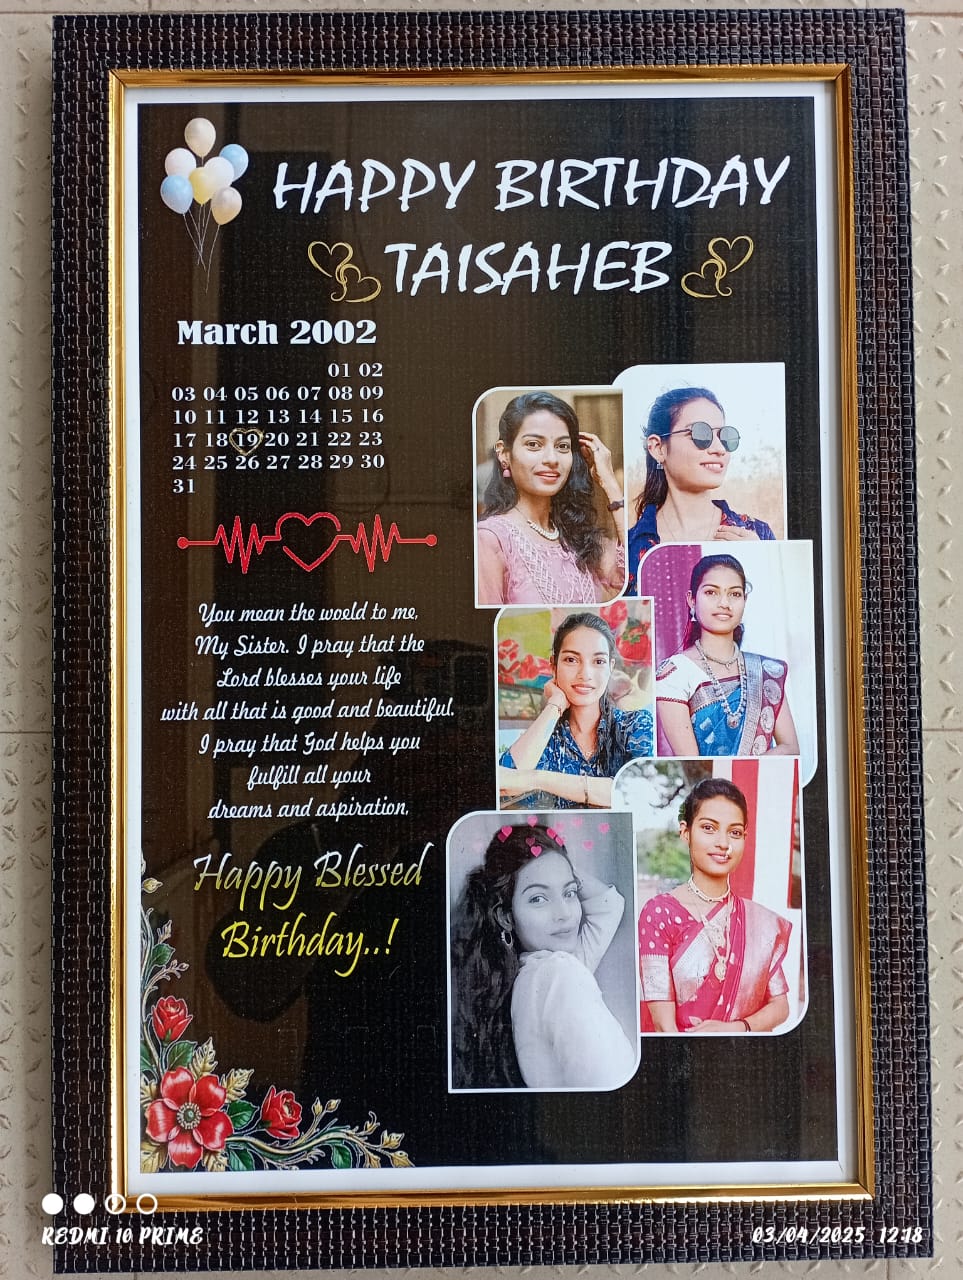 HAPPY BIRTHDAY
TAISAHEB
March 2002
01 02
03 04 05 06 07 08 09
10 11 12 13 14 15 16
17 18 19 20 21 22 23
24 25 26 27 28 29 30
31
You mean the woeld to me,
My Sister. I pray that the
Lord blesses your life
with all that is good and beautiful.
I pray that God helps you
fulfill all your
dreams and aspiration,
Happy Blessed
Birthday..!
REDMI 10 PRIME
03/04/2025 12:18